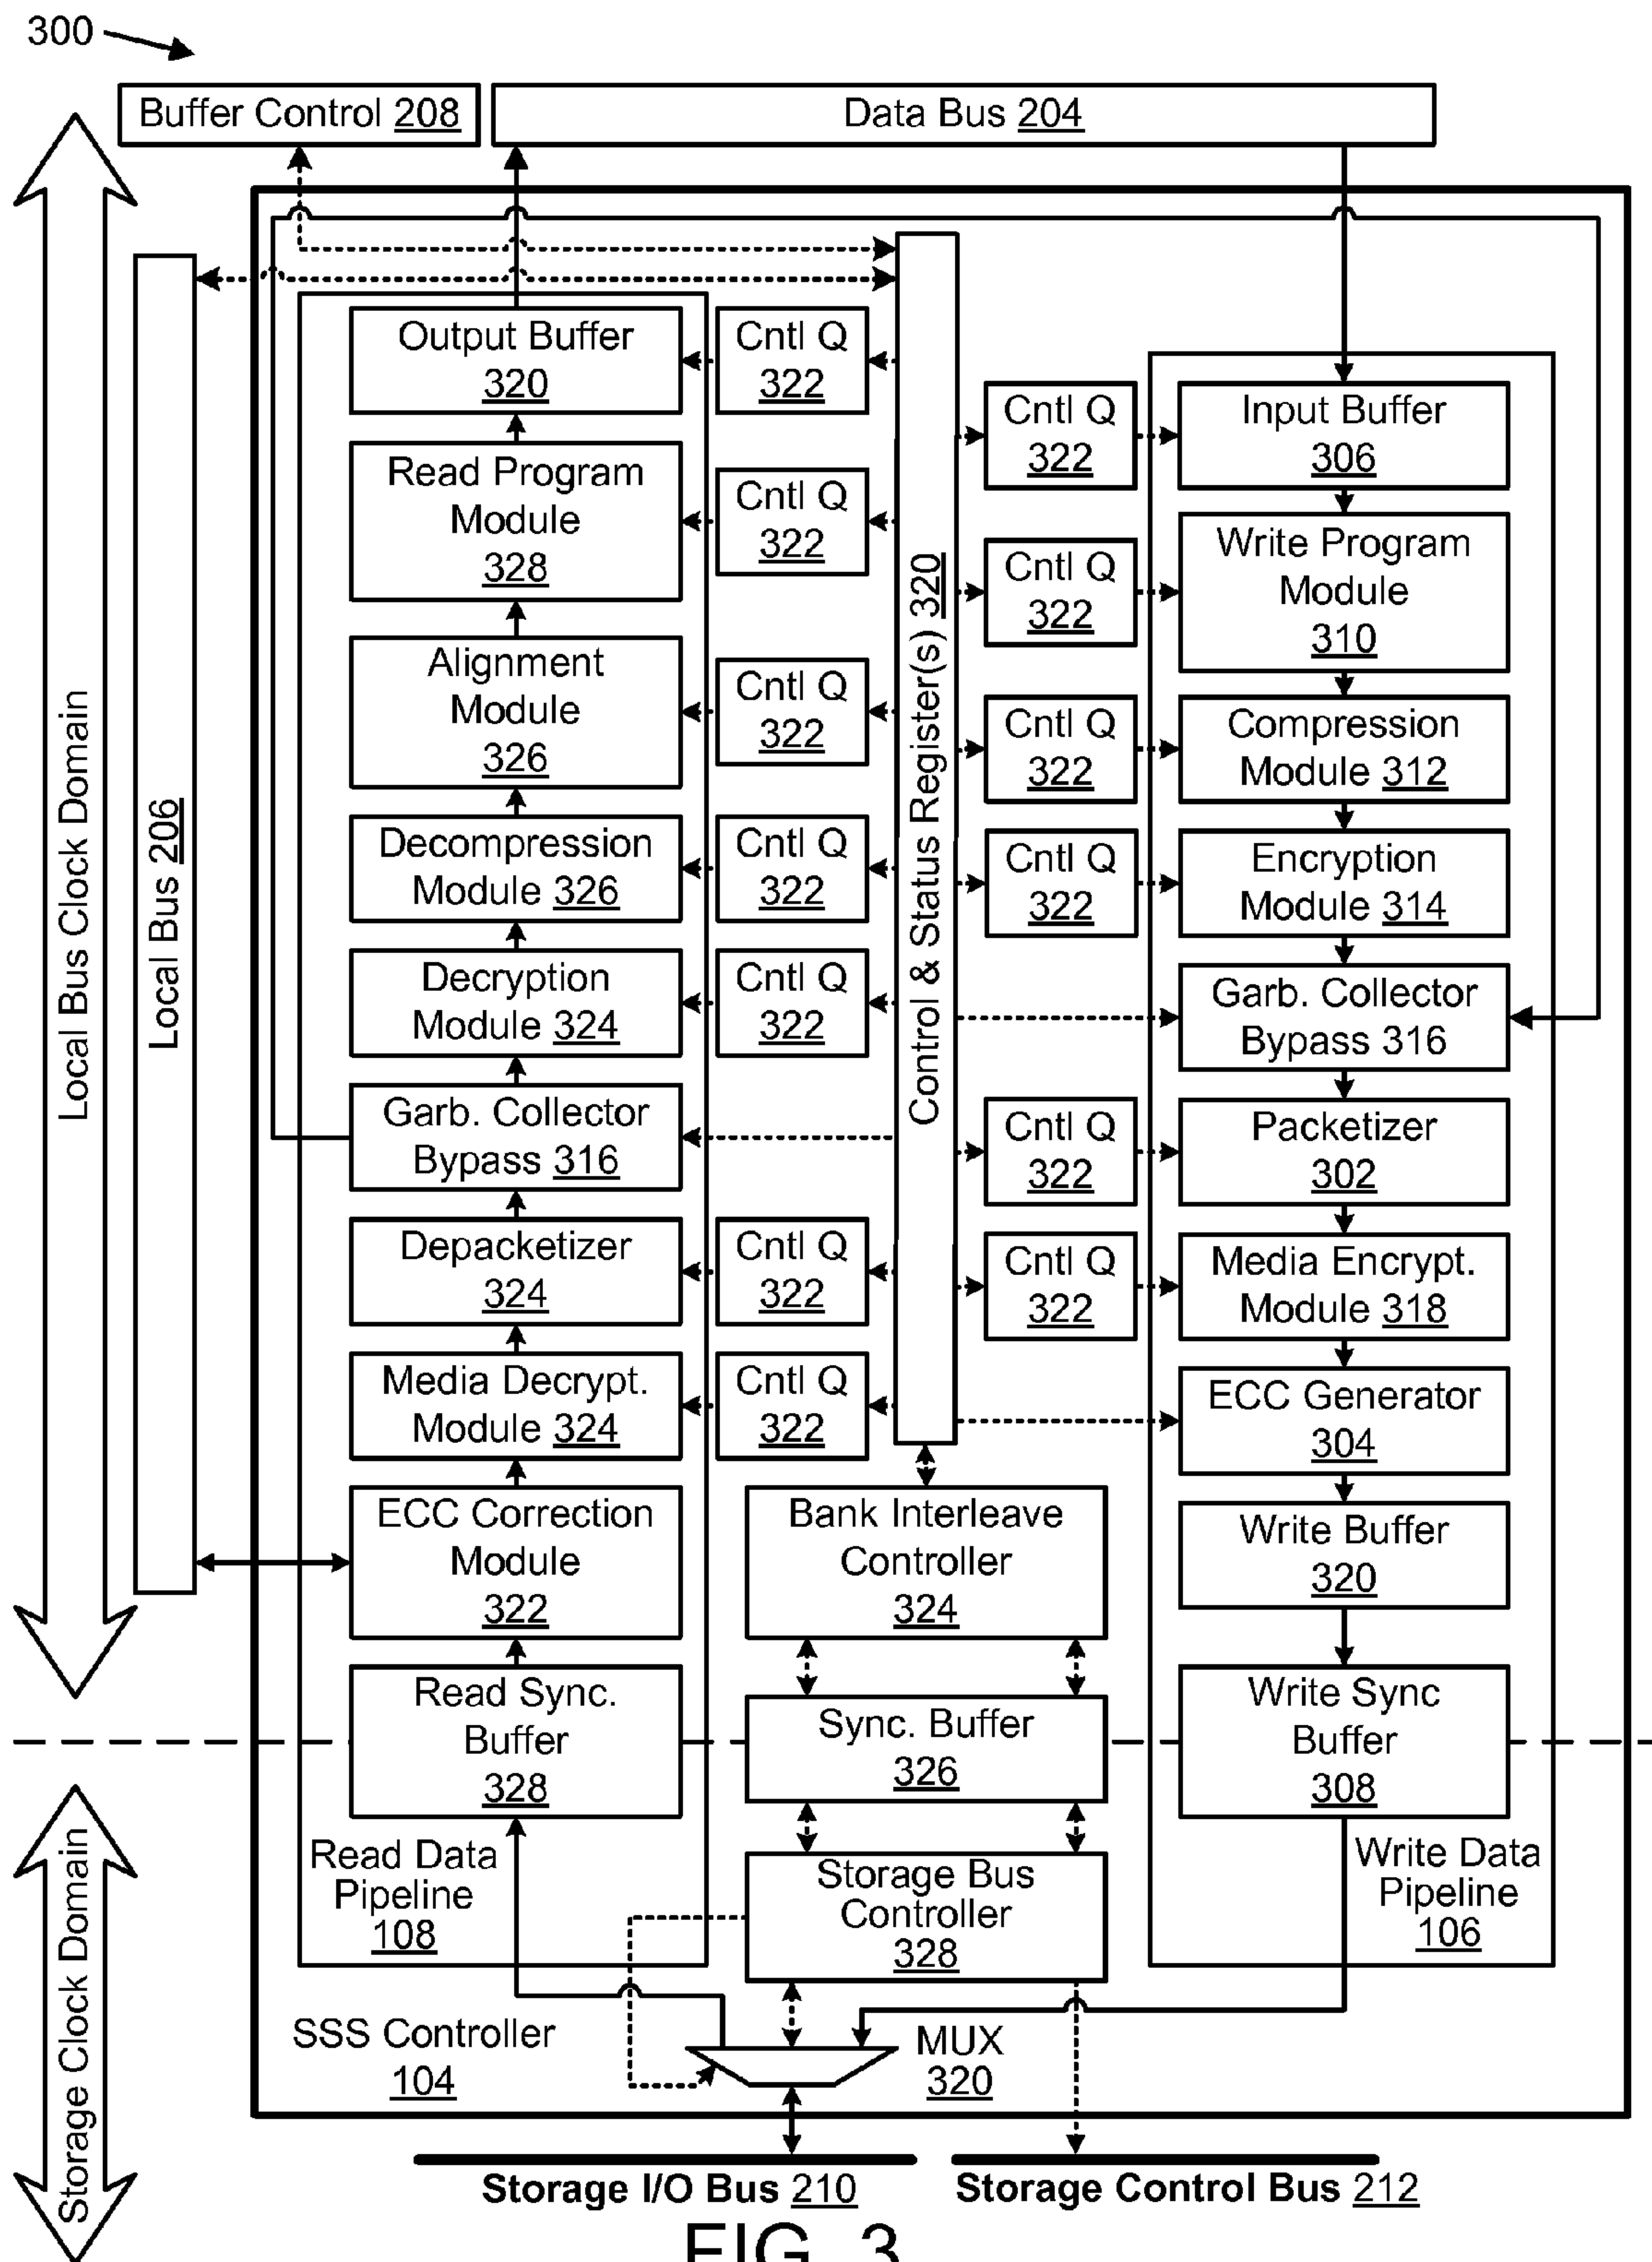 300
Buffer Control 208
Data Bus 204
Local Bus Clock Domain
Local Bus 206
Output Buffer
320
Read Program
Module
328
Alignment
Module
326
Decompression
Module 326
Decryption
Module 324
Garb. Collector
Bypass 316
Depacketizer
324
Media Decrypt.
Module 324
ECC Correction
Module
322
Read Sync.
Buffer
328
Read Data
Pipeline
108
Cntl Q
322
Cntl Q
322
Cntl Q
322
Cntl Q
322
Cntl Q
322
Cntl Q
322
Cntl Q
322
Control & Status Register(s) 320
Cntl Q
322
Cntl Q
322
Cntl Q
322
Cntl Q
322
Cntl Q
322
Cntl Q
322
Bank Interleave
Controller
324
Sync. Buffer
326
Storage Bus
Controller
328
Input Buffer
306
Write Program
Module
310
Compression
Module 312
Encryption
Module 314
Garb. Collector
Bypass 316
Packetizer
302
Media Encrypt.
Module 318
ECC Generator
304
Write Buffer
320
Write Sync
Buffer
308
Write Data
Pipeline
106
Storage Clock Domain
SSS Controller
104
MUX
320
Storage I/O Bus 210
Storage Control Bus 212
FIG. 3